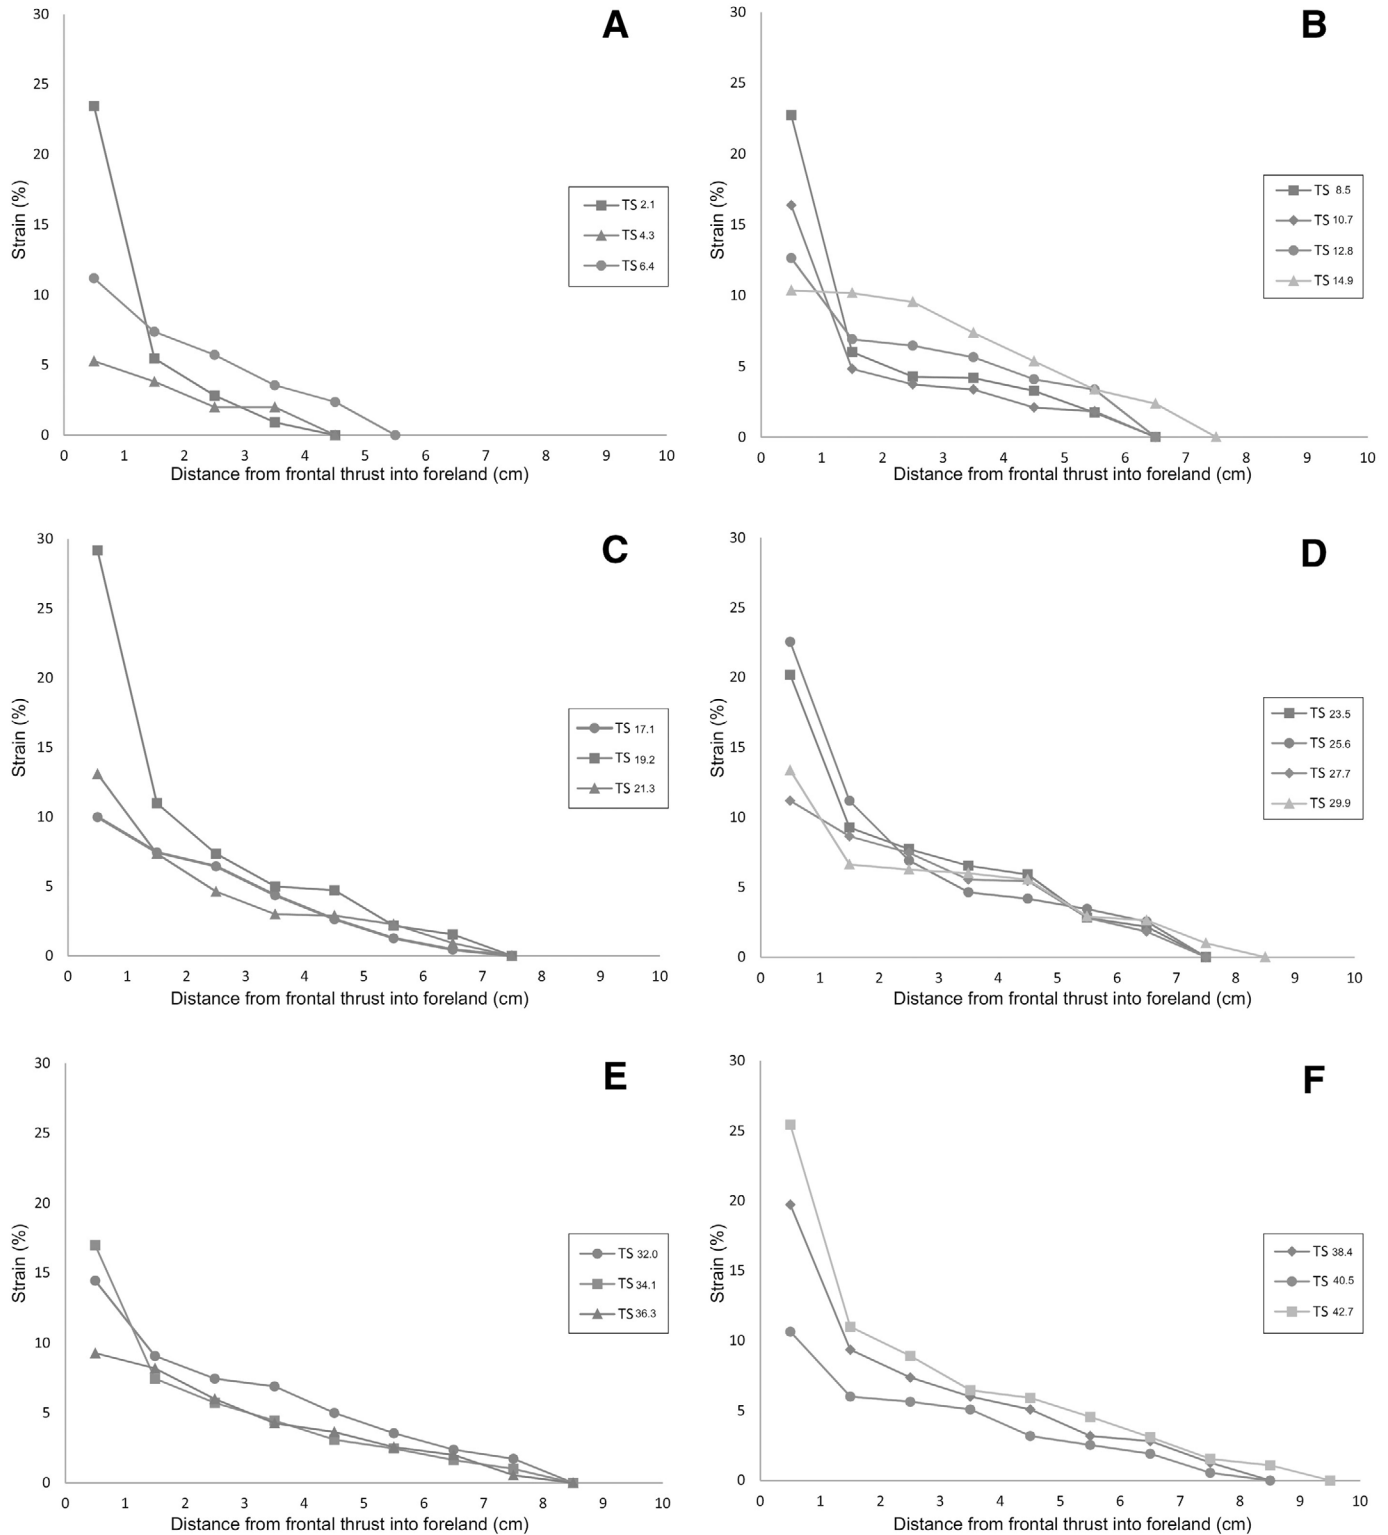 A
30
25
20
15
10
5
0
Strain (%)
TS 2.1
TS 4.3
TS 6.4
0 1 2 3 4 5 6 7 8 9 10
Distance from frontal thrust into foreland (cm)
B
30
25
20
15
10
5
0
Strain (%)
TS 8.5
TS 10.7
TS 12.8
TS 14.9
0 1 2 3 4 5 6 7 8 9 10
Distance from frontal thrust into foreland (cm)
C
30
25
20
15
10
5
0
Strain (%)
TS 17.1
TS 19.2
TS 21.3
0 1 2 3 4 5 6 7 8 9 10
Distance from frontal thrust into foreland (cm)
D
30
25
20
15
10
5
0
Strain (%)
TS 23.5
TS 25.6
TS 27.7
TS 29.9
0 1 2 3 4 5 6 7 8 9 10
Distance from frontal thrust into foreland (cm)
E
30
25
20
15
10
5
0
Strain (%)
TS 32.0
TS 34.1
TS 36.3
0 1 2 3 4 5 6 7 8 9 10
Distance from frontal thrust into foreland (cm)
F
30
25
20
15
10
5
0
Strain (%)
TS 38.4
TS 40.5
TS 42.7
0 1 2 3 4 5 6 7 8 9 10
Distance from frontal thrust into foreland (cm)